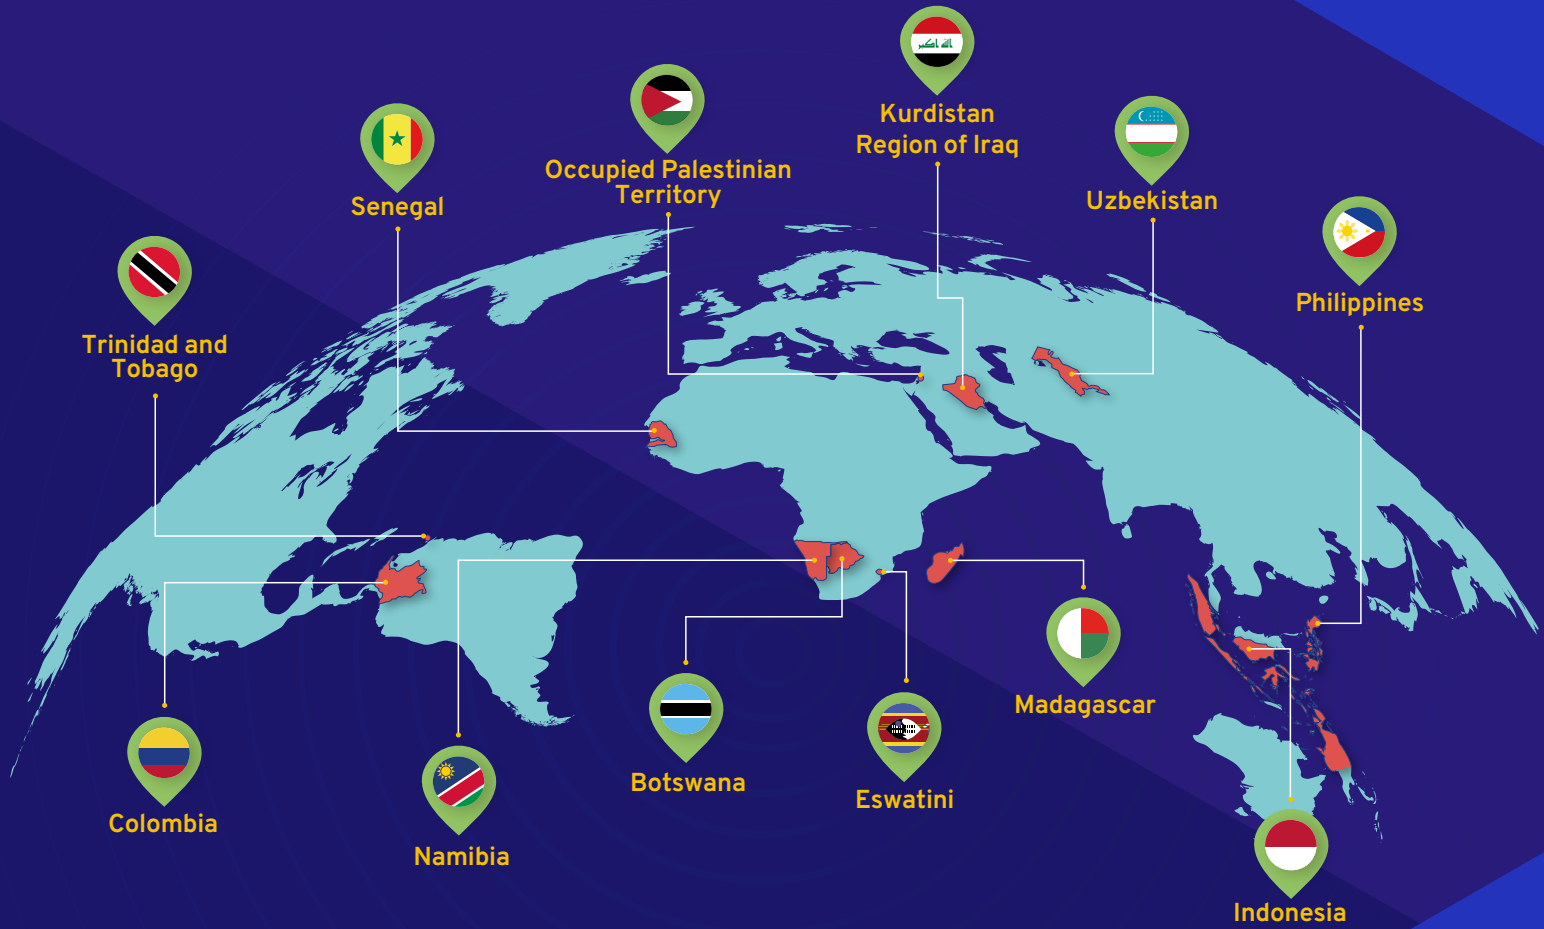 Kurdistan
Region of Iraq
Occupied Palestinian
Territory
Senegal
Uzbekistan
Philippines
Trinidad and
Tobago
Madagascar
Botswana
Eswatini
Colombia
Namibia
Indonesia